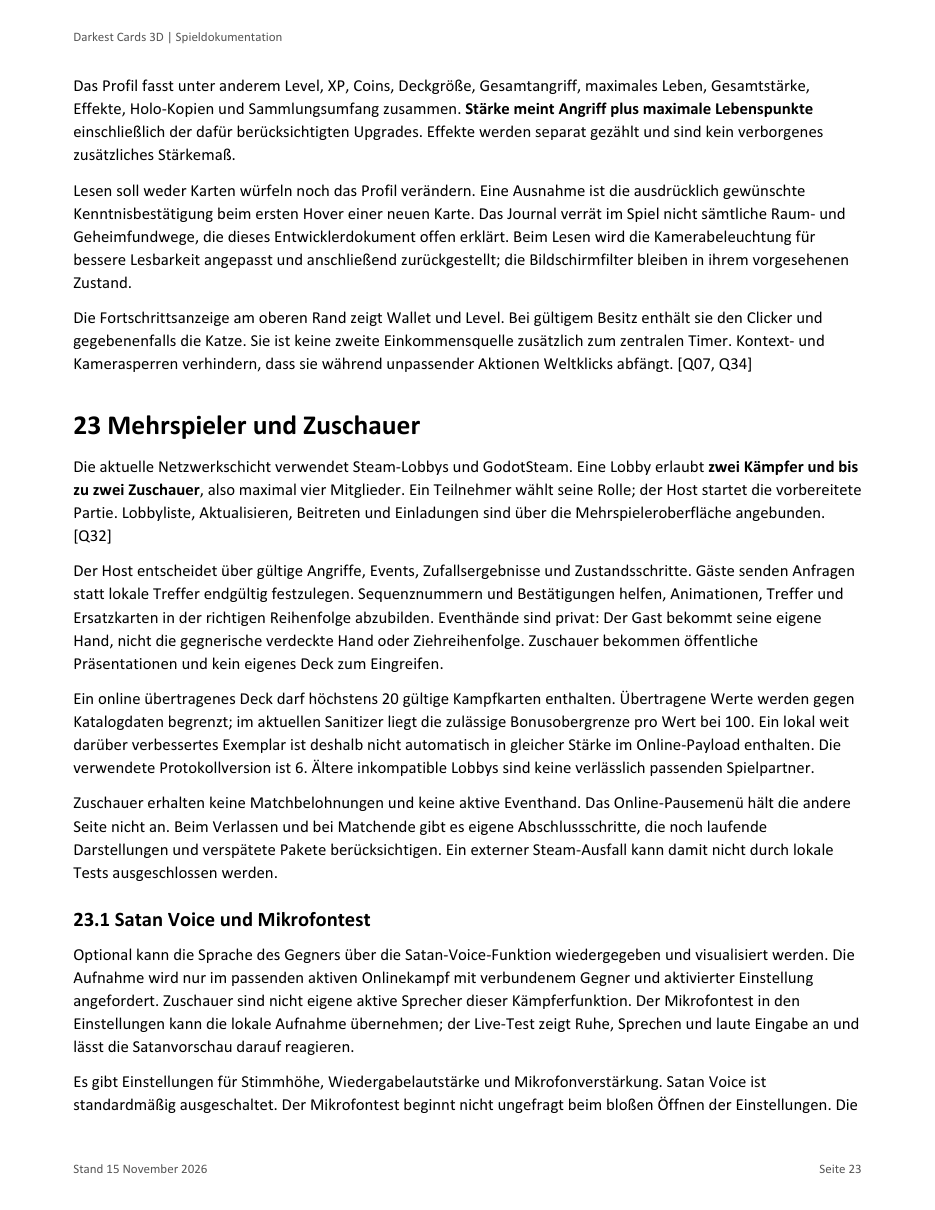 Darkest Cards 3D | Spieldokumentation
Das Profil fasst unter anderem Level, XP, Coins, Deckgröße, Gesamtangriff, maximales Leben, Gesamtstärke,
Effekte, Holo-Kopien und Sammlungsumfang zusammen. Stärke meint Angriff plus maximale Lebenspunkte
einschließlich der dafür berücksichtigten Upgrades. Effekte werden separat gezählt und sind kein verborgenes
zusätzliches Stärkemaß.
Lesen soll weder Karten würfeln noch das Profil verändern. Eine Ausnahme ist die ausdrücklich gewünschte
Kenntnisbestätigung beim ersten Hover einer neuen Karte. Das Journal verrät im Spiel nicht sämtliche Raum- und
Geheimfundwege, die dieses Entwicklerdokument offen erklärt. Beim Lesen wird die Kamerabeleuchtung für
bessere Lesbarkeit angepasst und anschließend zurückgestellt; die Bildschirmfilter bleiben in ihrem vorgesehenen
Zustand.
Die Fortschrittsanzeige am oberen Rand zeigt Wallet und Level. Bei gültigem Besitz enthält sie den Clicker und
gegebenenfalls die Katze. Sie ist keine zweite Einkommensquelle zusätzlich zum zentralen Timer. Kontext- und
Kamerasperren verhindern, dass sie während unpassender Aktionen Weltklicks abfängt. [Q07, Q34]
23 Mehrspieler und Zuschauer
Die aktuelle Netzwerkschicht verwendet Steam-Lobbys und GodotSteam. Eine Lobby erlaubt zwei Kämpfer und bis
zu zwei Zuschauer, also maximal vier Mitglieder. Ein Teilnehmer wählt seine Rolle; der Host startet die vorbereitete
Partie. Lobbyliste, Aktualisieren, Beitreten und Einladungen sind über die Mehrspieleroberfläche angebunden.
[Q32]
Der Host entscheidet über gültige Angriffe, Events, Zufallsergebnisse und Zustandsschritte. Gäste senden Anfragen
statt lokale Treffer endgültig festzulegen. Sequenznummern und Bestätigungen helfen, Animationen, Treffer und
Ersatzkarten in der richtigen Reihenfolge abzubilden. Eventhände sind privat: Der Gast bekommt seine eigene
Hand, nicht die gegnerische verdeckte Hand oder Ziehreihenfolge. Zuschauer bekommen öffentliche
Präsentationen und kein eigenes Deck zum Eingreifen.
Ein online übertragenes Deck darf höchstens 20 gültige Kampfkarten enthalten. Übertragene Werte werden gegen
Katalogdaten begrenzt; im aktuellen Sanitizer liegt die zulässige Bonusobergrenze pro Wert bei 100. Ein lokal weit
darüber verbessertes Exemplar ist deshalb nicht automatisch in gleicher Stärke im Online-Payload enthalten. Die
verwendete Protokollversion ist 6. Ältere inkompatible Lobbys sind keine verlässlich passenden Spielpartner.
Zuschauer erhalten keine Matchbelohnungen und keine aktive Eventhand. Das Online-Pausemenü hält die andere
Seite nicht an. Beim Verlassen und bei Matchende gibt es eigene Abschlussschritte, die noch laufende
Darstellungen und verspätete Pakete berücksichtigen. Ein externer Steam-Ausfall kann damit nicht durch lokale
Tests ausgeschlossen werden.
23.1 Satan Voice und Mikrofontest
Optional kann die Sprache des Gegners über die Satan-Voice-Funktion wiedergegeben und visualisiert werden. Die
Aufnahme wird nur im passenden aktiven Onlinekampf mit verbundenem Gegner und aktivierter Einstellung
angefordert. Zuschauer sind nicht eigene aktive Sprecher dieser Kämpferfunktion. Der Mikrofontest in den
Einstellungen kann die lokale Aufnahme übernehmen; der Live-Test zeigt Ruhe, Sprechen und laute Eingabe an und
lässt die Satanvorschau darauf reagieren.
Es gibt Einstellungen für Stimmhöhe, Wiedergabelautstärke und Mikrofonverstärkung. Satan Voice ist
standardmäßig ausgeschaltet. Der Mikrofontest beginnt nicht ungefragt beim bloßen Öffnen der Einstellungen. Die
Stand 15 November 2026
Seite 23